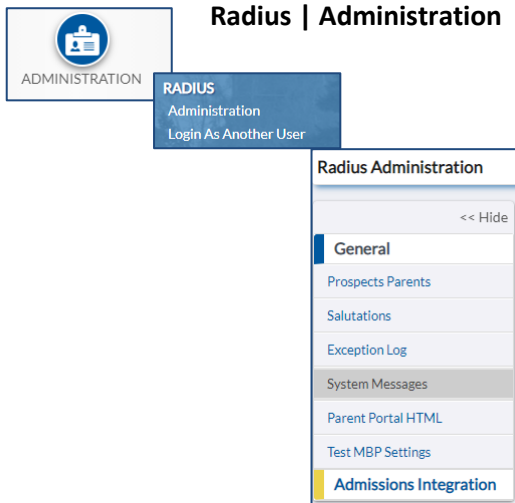 Radius | Administration
ADMINISTRATION
RADIUS
Administration
Login As Another User
Radius Administration
<< Hide
General
Prospects Parents
Salutations
Exception Log
System Messages
Parent Portal HTML
Test MBP Settings
Admissions Integration